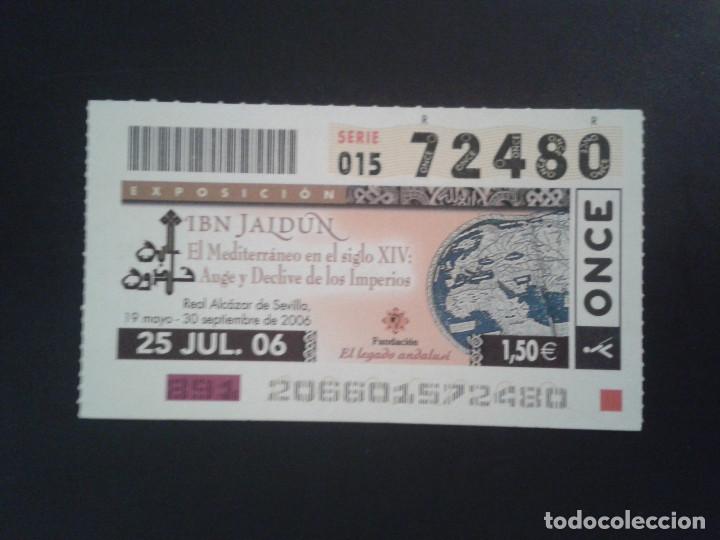 R R
SERIE
015 72480
EXPOSICIÓN
IBN JALDÚN
El Mediterráneo en el siglo XIV:
Auge y Declive de los Imperios
Real Alcázar de Sevilla,
19 mayo - 30 septiembre de 2006
25 JUL. 06
Fundación
El legado andalusí
1,50€
ONCE
891 206601572480
todocoleccion.net